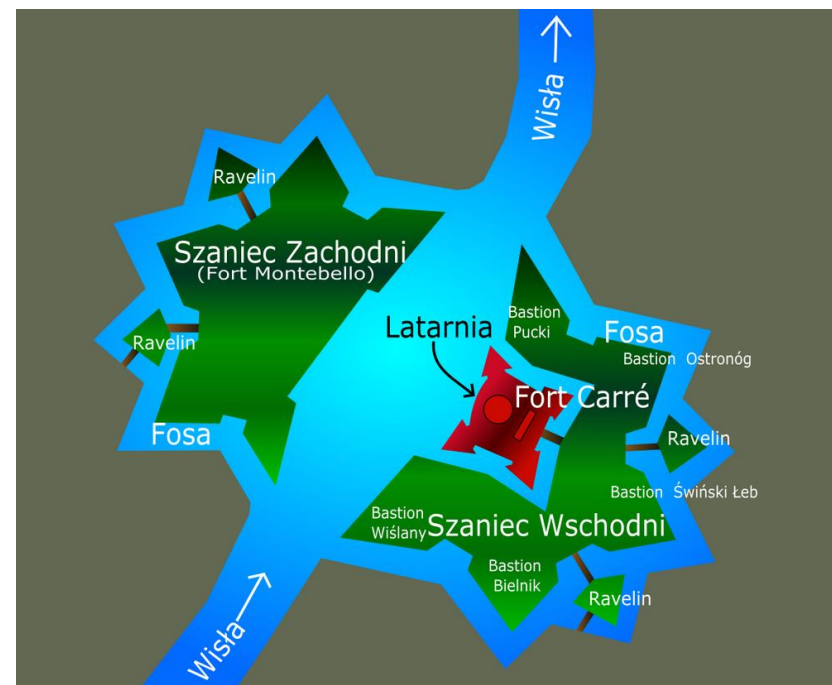 Wisła
Ravelin
Szaniec Zachodni
(Fort Montebello)
Ravelin
Fosa
Latarnia
Bastion
Pucki
Fosa
Bastion Ostronóg
Fort Carré
Ravelin
Bastion Świński Łeb
Bastion
Wiślany
Szaniec Wschodni
Bastion
Bielnik
Ravelin
Wisła